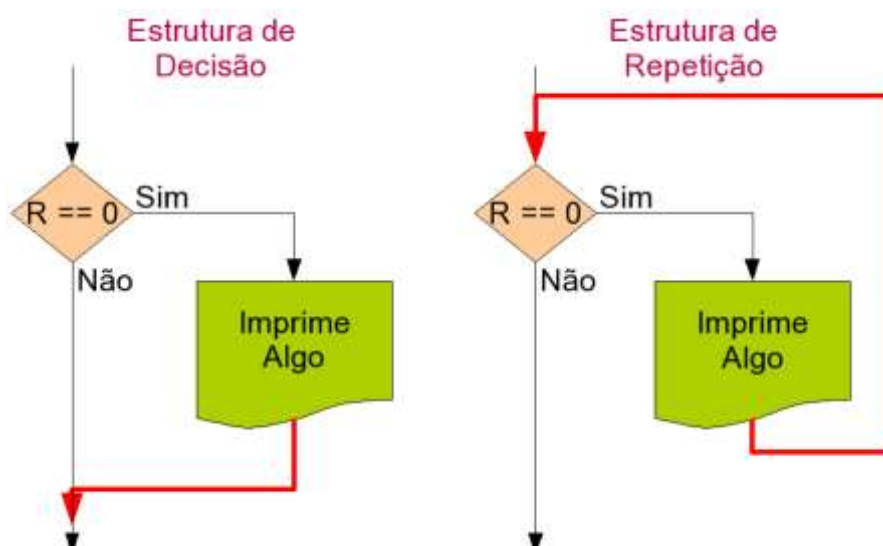 Estrutura de
Decisão
R == 0
Sim
Não
Imprime
Algo
Estrutura de
Repetição
R == 0
Sim
Não
Imprime
Algo